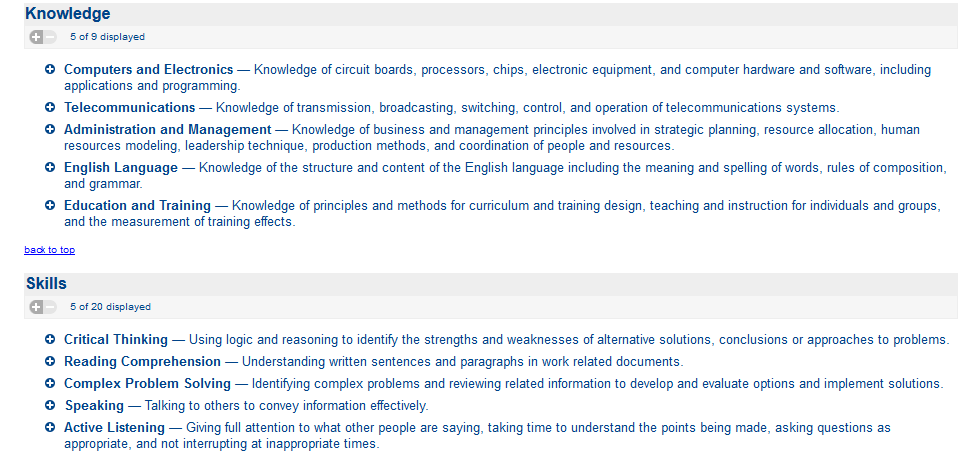 Knowledge
5 of 9 displayed
Computers and Electronics — Knowledge of circuit boards, processors, chips, electronic equipment, and computer hardware and software, including
applications and programming.
Telecommunications — Knowledge of transmission, broadcasting, switching, control, and operation of telecommunications systems.
Administration and Management — Knowledge of business and management principles involved in strategic planning, resource allocation, human
resources modeling, leadership technique, production methods, and coordination of people and resources.
English Language — Knowledge of the structure and content of the English language including the meaning and spelling of words, rules of composition,
and grammar.
Education and Training — Knowledge of principles and methods for curriculum and training design, teaching and instruction for individuals and groups,
and the measurement of training effects.
back to top
Skills
5 of 20 displayed
Critical Thinking — Using logic and reasoning to identify the strengths and weaknesses of alternative solutions, conclusions or approaches to problems.
Reading Comprehension — Understanding written sentences and paragraphs in work related documents.
Complex Problem Solving — Identifying complex problems and reviewing related information to develop and evaluate options and implement solutions.
Speaking — Talking to others to convey information effectively.
Active Listening — Giving full attention to what other people are saying, taking time to understand the points being made, asking questions as
appropriate, and not interrupting at inappropriate times.